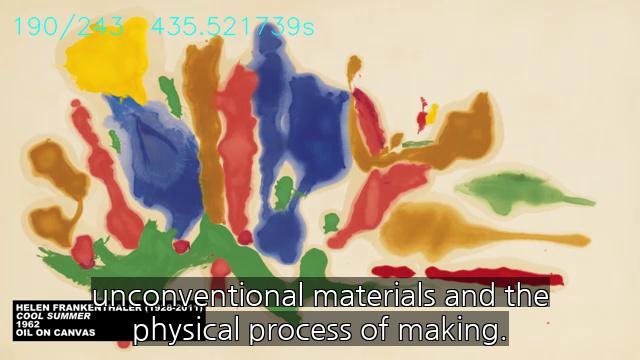 190/243 435.521739s
unconventional materials and the
physical process of making.
HELEN FRANKENTHALER (1928-2011)
COOL SUMMER
1962
OIL ON CANVAS